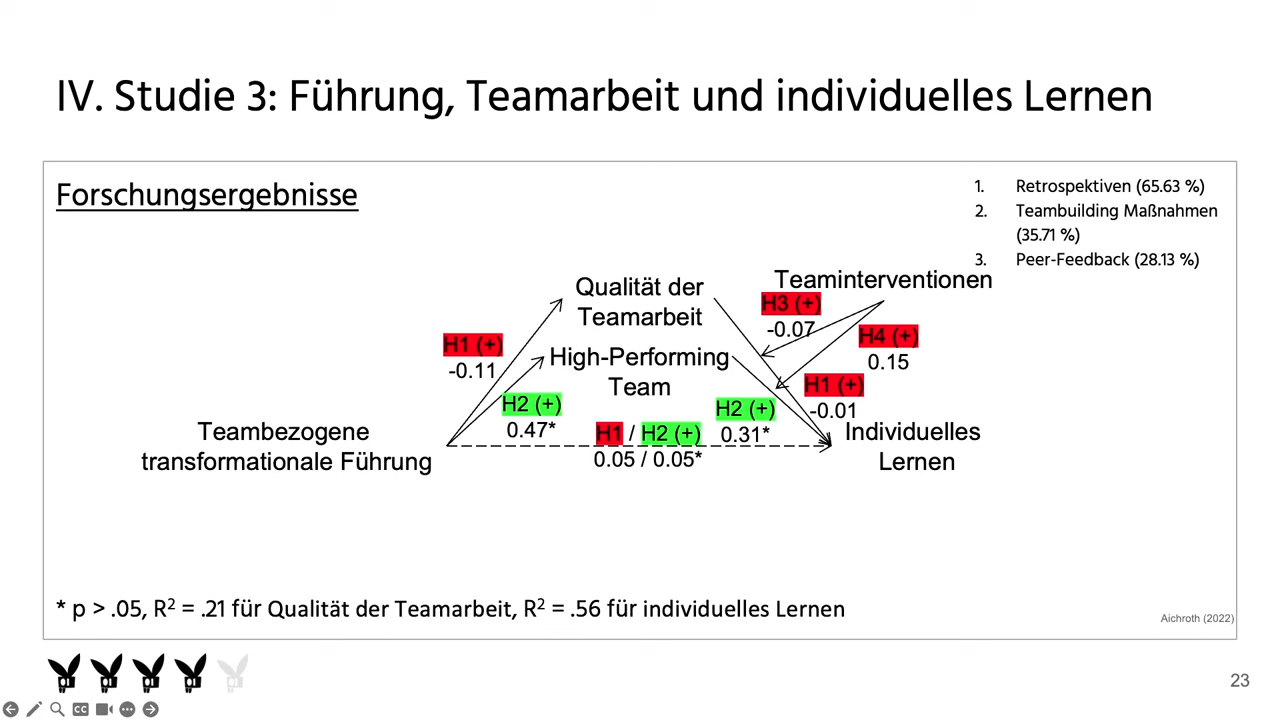 IV. Studie 3: Führung, Teamarbeit und individuelles Lernen
Forschungsergebnisse
1. Retrospektiven (65.63 %)
2. Teambuilding Maßnahmen
(35.71 %)
3. Peer-Feedback (28.13 %)
Teaminterventionen
Qualität der
Teamarbeit
H3 (+)
-0.07
H4 (+)
0.15
H1 (+)
-0.11
High-Performing
Team
H1 (+)
-0.01
H2 (+)
0.47*
H2 (+)
0.31*
H1 / H2 (+)
0.05 / 0.05*
Teambezogene
transformationale Führung
Individuelles
Lernen
* p > .05, R² = .21 für Qualität der Teamarbeit, R² = .56 für individuelles Lernen
Aichroth (2022)
23
CC